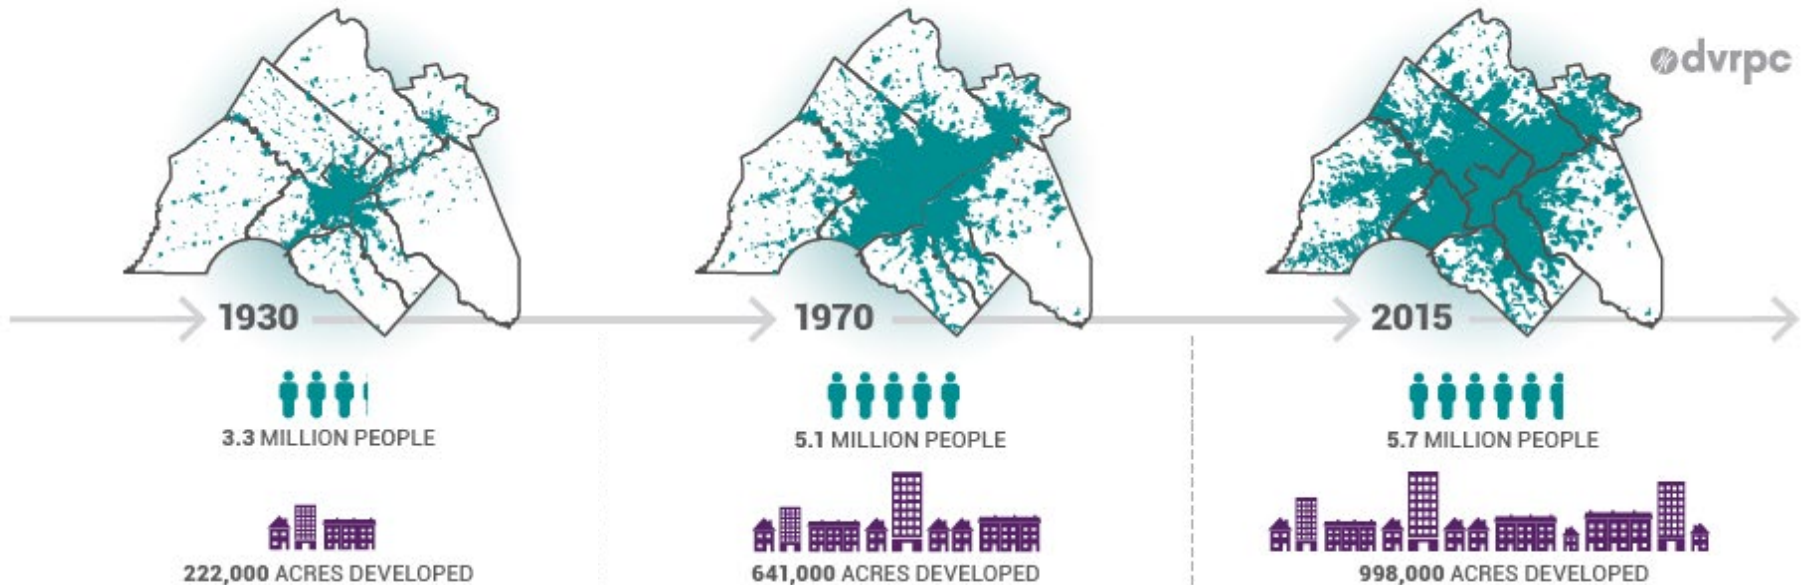 dvrpc
1930
1970
2015
3.3 MILLION PEOPLE
5.1 MILLION PEOPLE
5.7 MILLION PEOPLE
222,000 ACRES DEVELOPED
641,000 ACRES DEVELOPED
998,000 ACRES DEVELOPED